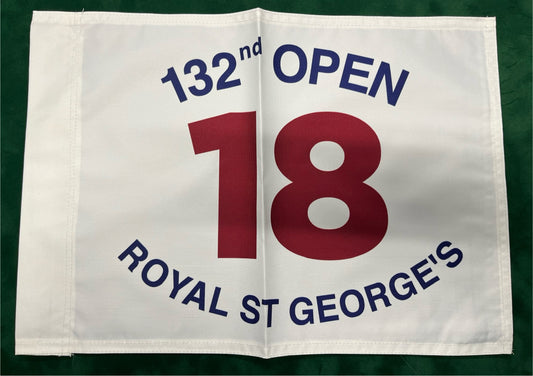 132nd OPEN
18
ROYAL ST GEORGE'S